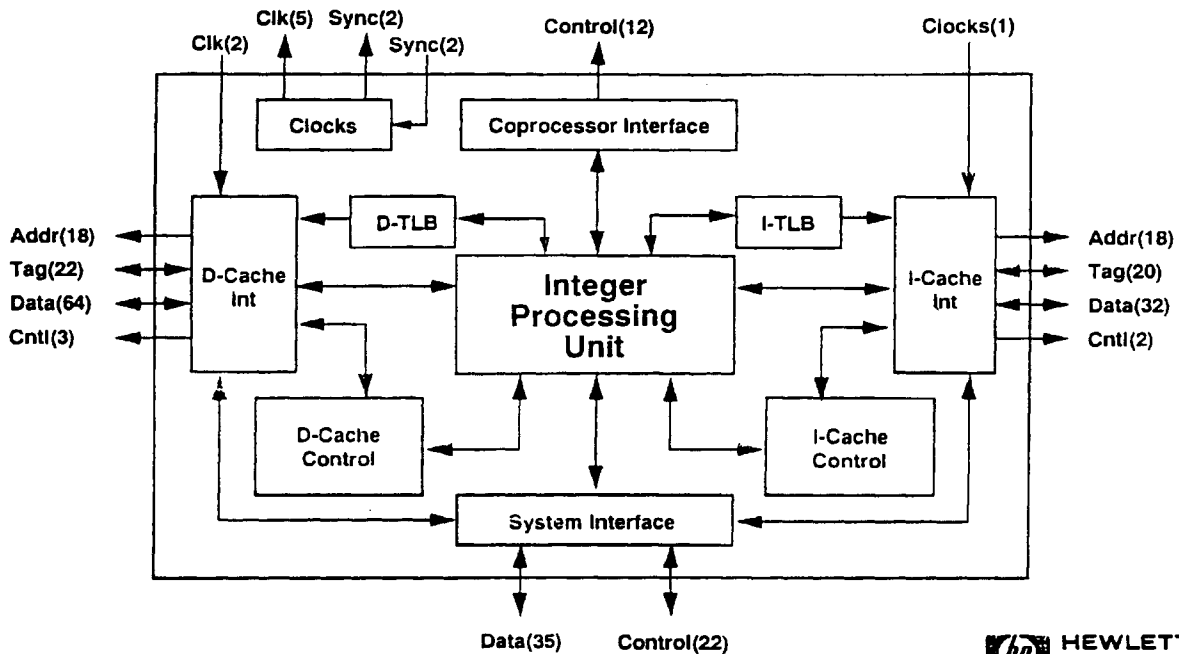 Clk(5) Sync(2)
Clk(2) Sync(2)
Control(12)
Clocks(1)
Clocks
Coprocessor Interface
D-TLB
I-TLB
Addr(18)
Tag(22)
Data(64)
Cntl(3)
D-Cache
Int
Integer
Processing
Unit
I-Cache
Int
Addr(18)
Tag(20)
Data(32)
Cntl(2)
D-Cache
Control
I-Cache
Control
System Interface
Data(35) Control(22)
hp HEWLETT